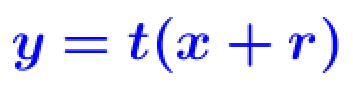 y = t(x + r)